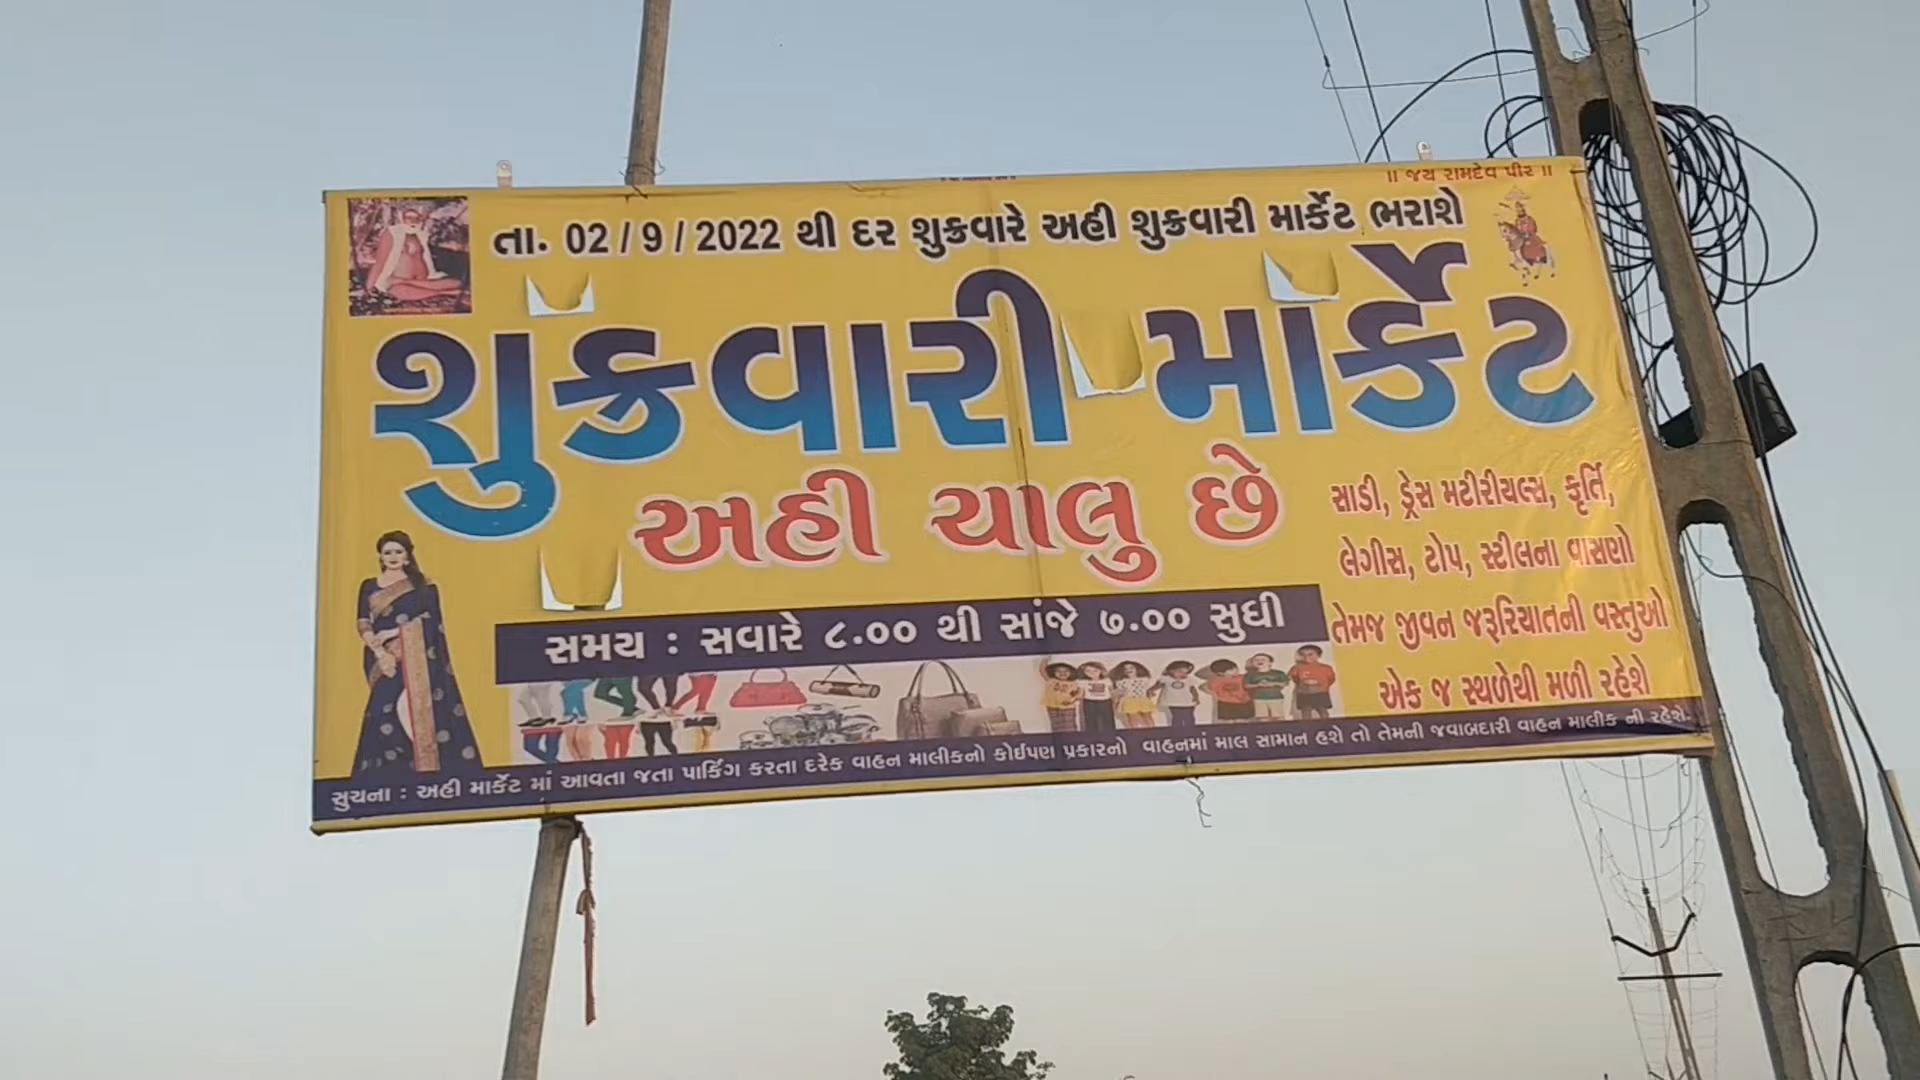 ॥ જય રામદેવ પીર ॥
તા. 02 / 9 / 2022 થી દર શુક્રવારે અહી શુક્રવારી માર્કેટ ભરાશે
શુક્રવારી માર્કેટ
અહી ચાલુ છે
સાડી, ડ્રેસ મટીરીયલ્સ, કૃર્તિ,
લેગીસ, ટોપ, સ્ટીલના વાસણો
તેમજ જીવન જરૂરિયાતની વસ્તુઓ
એક જ સ્થળેથી મળી રહેશે
સમય : સવારે ૮.૦૦ થી સાંજે ૭.૦૦ સુધી
સુચના : અહી માર્કેટ માં આવતા જતા પાર્કિંગ કરતા દરેક વાહન માલીકનો કોઈપણ પ્રકારનો વાહનમાં માલ સામાન હશે તો તેમની જવાબદારી વાહન માલીક ની રહેશે.